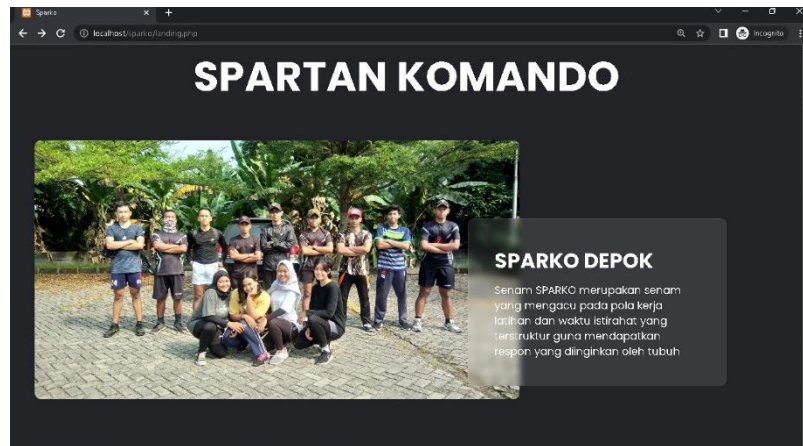 Sparko
localhost/sparko/landing.php
Incognito
SPARTAN KOMANDO
SPARKO DEPOK
Senam SPARKO merupakan senam
yang mengacu pada pola kerja
latihan dan waktu istirahat yang
terstruktur guna mendapatkan
respon yang diinginkan oleh tubuh